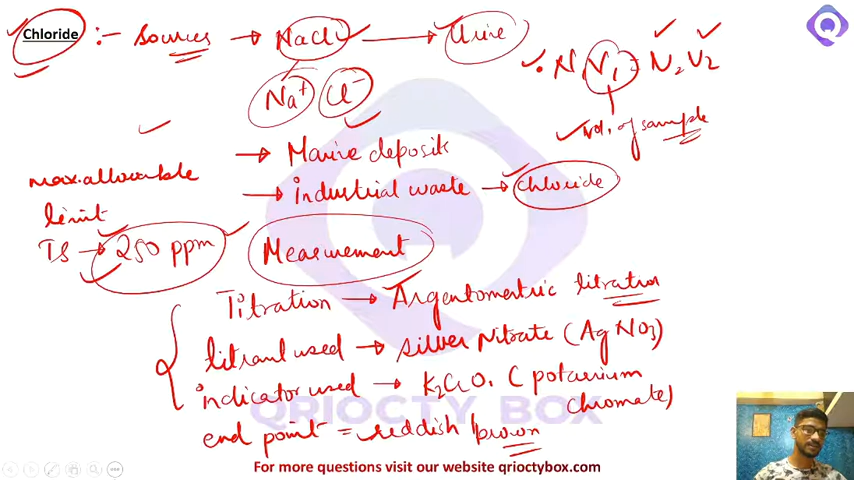 Chloride :- Sources → NaCl → Urine
Na+ Cl-
N1V1 = N2V2
Vol. of sample
→ Marine deposits
→ industrial waste → chloride
max. allowable
limit
IS → 250 ppm
Measurement
Titration → Argentometric titration
titrant used → Silver Nitrate (AgNO3)
indicator used → K2CrO4 (potassium
chromate)
end point = reddish brown
QRIOCTY BOX
For more questions visit our website qrioctybox.com